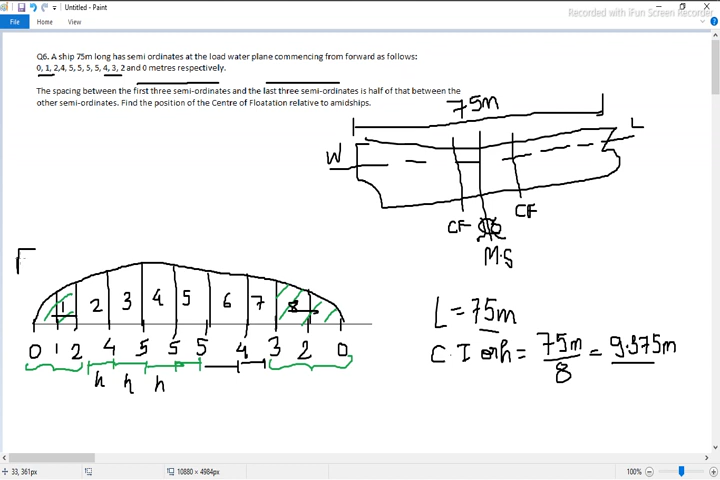 Untitled - Paint
Recorded with iFun Screen Recorder
File
Home
View
Q6. A ship 75m long has semi ordinates at the load water plane commencing from forward as follows:
0, 1, 2,4, 5, 5, 5, 5, 4, 3, 2 and 0 metres respectively.
The spacing between the first three semi-ordinates and the last three semi-ordinates is half of that between the
other semi-ordinates. Find the position of the Centre of Floatation relative to amidships.
75m
W
L
CF
CF
M.S
1 2 3 4 5 6 7 8
0 1 2 4 5 5 5 4 3 2 0
h h h
L = 75m
C.I or h = 75m/8 = 9.375m
33, 361px
10880 × 4984px
100%